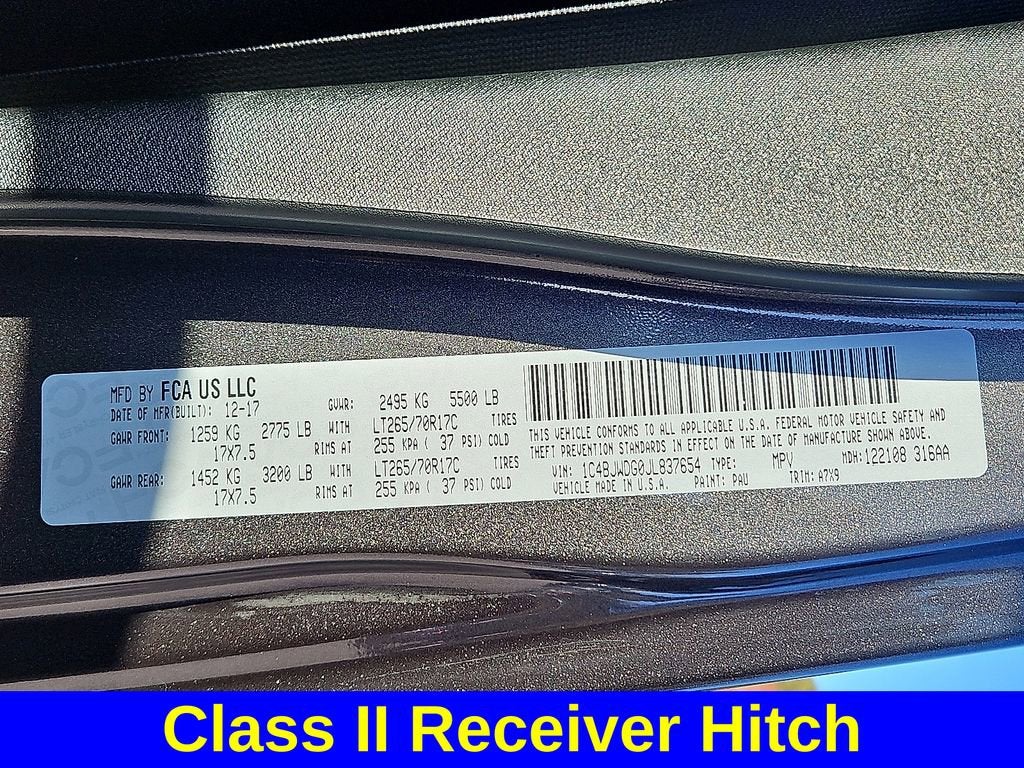 MFD BY FCA US LLC
DATE OF MFR(BUILT): 12-17 GVWR: 2495 KG 5500 LB
GAWR FRONT: 1259 KG 2775 LB WITH LT265/70R17C TIRES
17X7.5 RIMS AT 255 KPA ( 37 PSI) COLD
GAWR REAR: 1452 KG 3200 LB WITH LT265/70R17C TIRES
17X7.5 RIMS AT 255 KPA ( 37 PSI) COLD
THIS VEHICLE CONFORMS TO ALL APPLICABLE U.S.A. FEDERAL MOTOR VEHICLE SAFETY AND
THEFT PREVENTION STANDARDS IN EFFECT ON THE DATE OF MANUFACTURE SHOWN ABOVE.
VIN: 1C4BJWDG0JL837654 TYPE: MPV MDH: 122108 316AA
VEHICLE MADE IN U.S.A. PAINT: PAU TRIM: A7X9
Class II Receiver Hitch